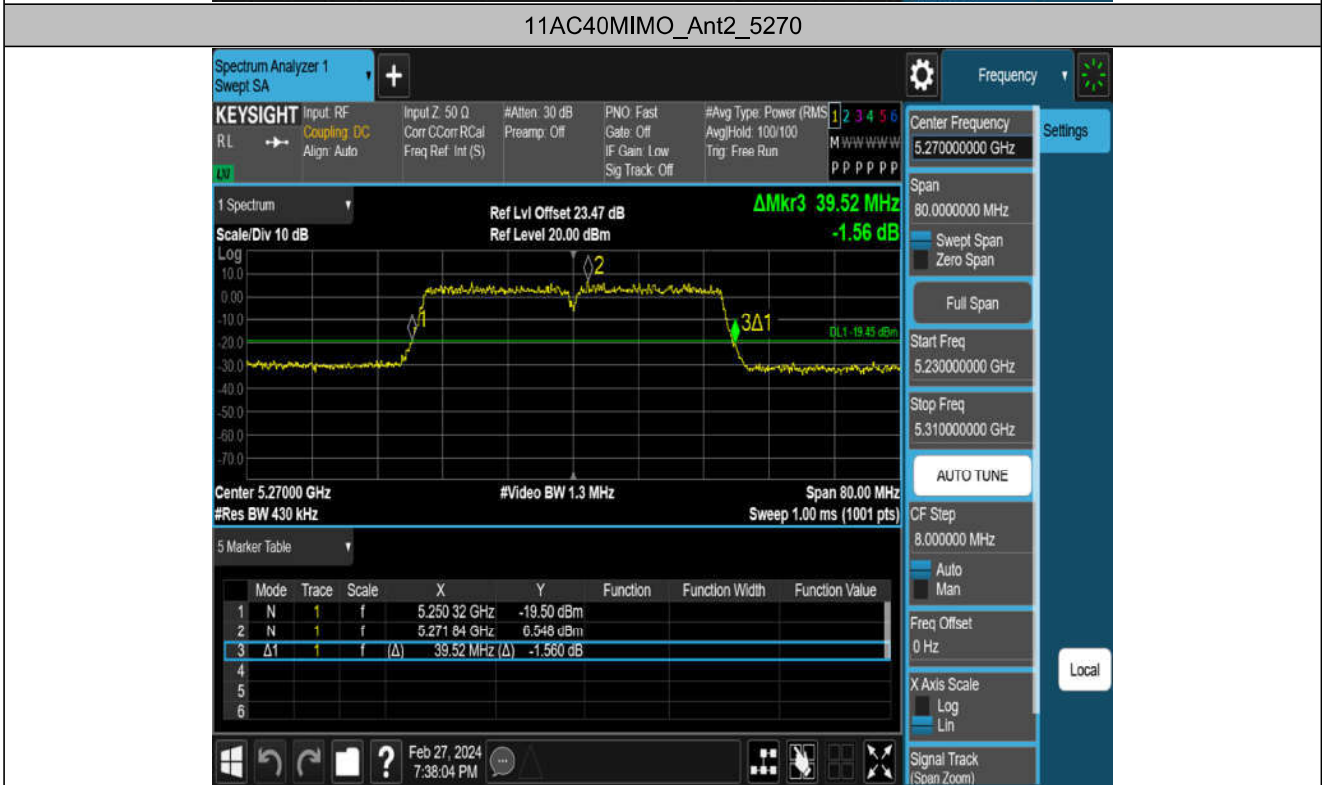 11AC40MIMO_Ant2_5270
Spectrum Analyzer 1
Swept SA
+
Frequency
KEYSIGHT
RL
Input: RF
Coupling: DC
Align: Auto
Input Z: 50 Ω
Corr CCorr RCal
Freq Ref: Int (S)
#Atten: 30 dB
Preamp: Off
PNO: Fast
Gate: Off
IF Gain: Low
Sig Track: Off
#Avg Type: Power (RMS
Avg|Hold: 100/100
Trig: Free Run
1 2 3 4 5 6
M W W W W W
P P P P P P
1 Spectrum
Scale/Div 10 dB
Ref Lvl Offset 23.47 dB
Ref Level 20.00 dBm
ΔMkr3 39.52 MHz
-1.56 dB
Log
10.0
0.00
-10.0
-20.0
-30.0
-40.0
-50.0
-60.0
-70.0
1
2
3Δ1
DL1 -19.45 dBm
Center 5.27000 GHz
#Res BW 430 kHz
#Video BW 1.3 MHz
Span 80.00 MHz
Sweep 1.00 ms (1001 pts)
5 Marker Table
Mode Trace Scale X Y Function Function Width Function Value
1 N 1 f 5.250 32 GHz -19.50 dBm
2 N 1 f 5.271 84 GHz 6.548 dBm
3 Δ1 1 f (Δ) 39.52 MHz (Δ) -1.560 dB
4
5
6
?
Feb 27, 2024
7:38:04 PM
Center Frequency
5.270000000 GHz
Settings
Span
80.0000000 MHz
Swept Span
Zero Span
Full Span
Start Freq
5.230000000 GHz
Stop Freq
5.310000000 GHz
AUTO TUNE
CF Step
8.000000 MHz
Auto
Man
Freq Offset
0 Hz
X Axis Scale
Log
Lin
Signal Track
(Span Zoom)
Local